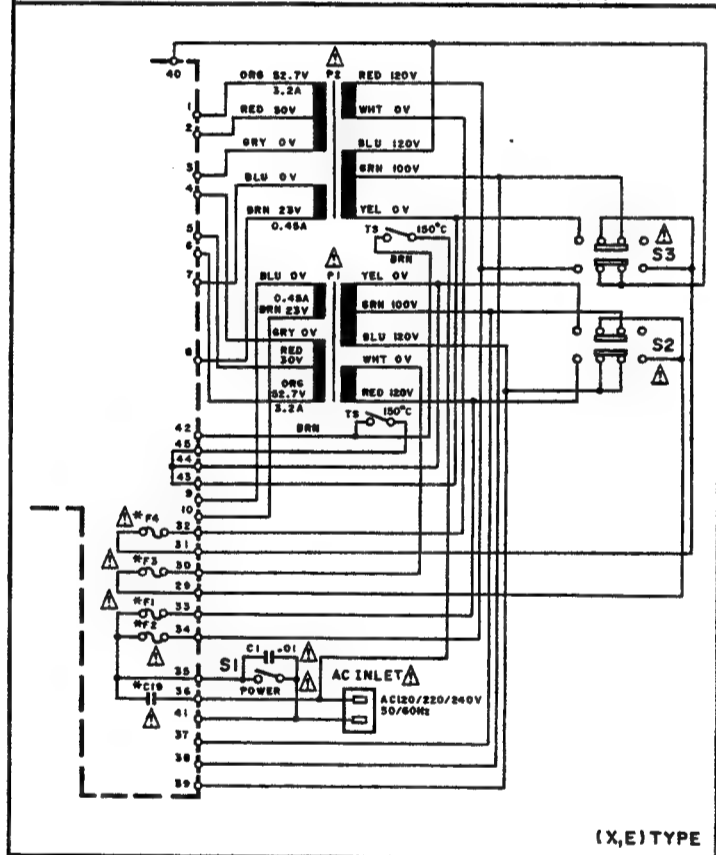 40
ORG 52.7V
3.2A
P2
RED 120V
1
RED 30V
WHT 0V
2
BLU 120V
3
GRY 0V
GRN 100V
4
BLU 0V
5
BRN 23V
YEL 0V
6
0.45A
TS 150°C
S3
BRN
7
BLU 0V
P1
YEL 0V
0.45A
BRN 23V
GRN 100V
S2
8
GRY 0V
BLU 120V
RED
30V
WHT 0V
ORG
52.7V
RED 120V
3.2A
TS 150°C
42
BRN
45
44
43
9
10
*F4
32
31
*F3
30
29
*F1
33
*F2
34
C1 .01
35
S1
AC INLET
*C19
36
POWER
AC120/220/240V
50/60Hz
41
37
38
39
(X,E)TYPE